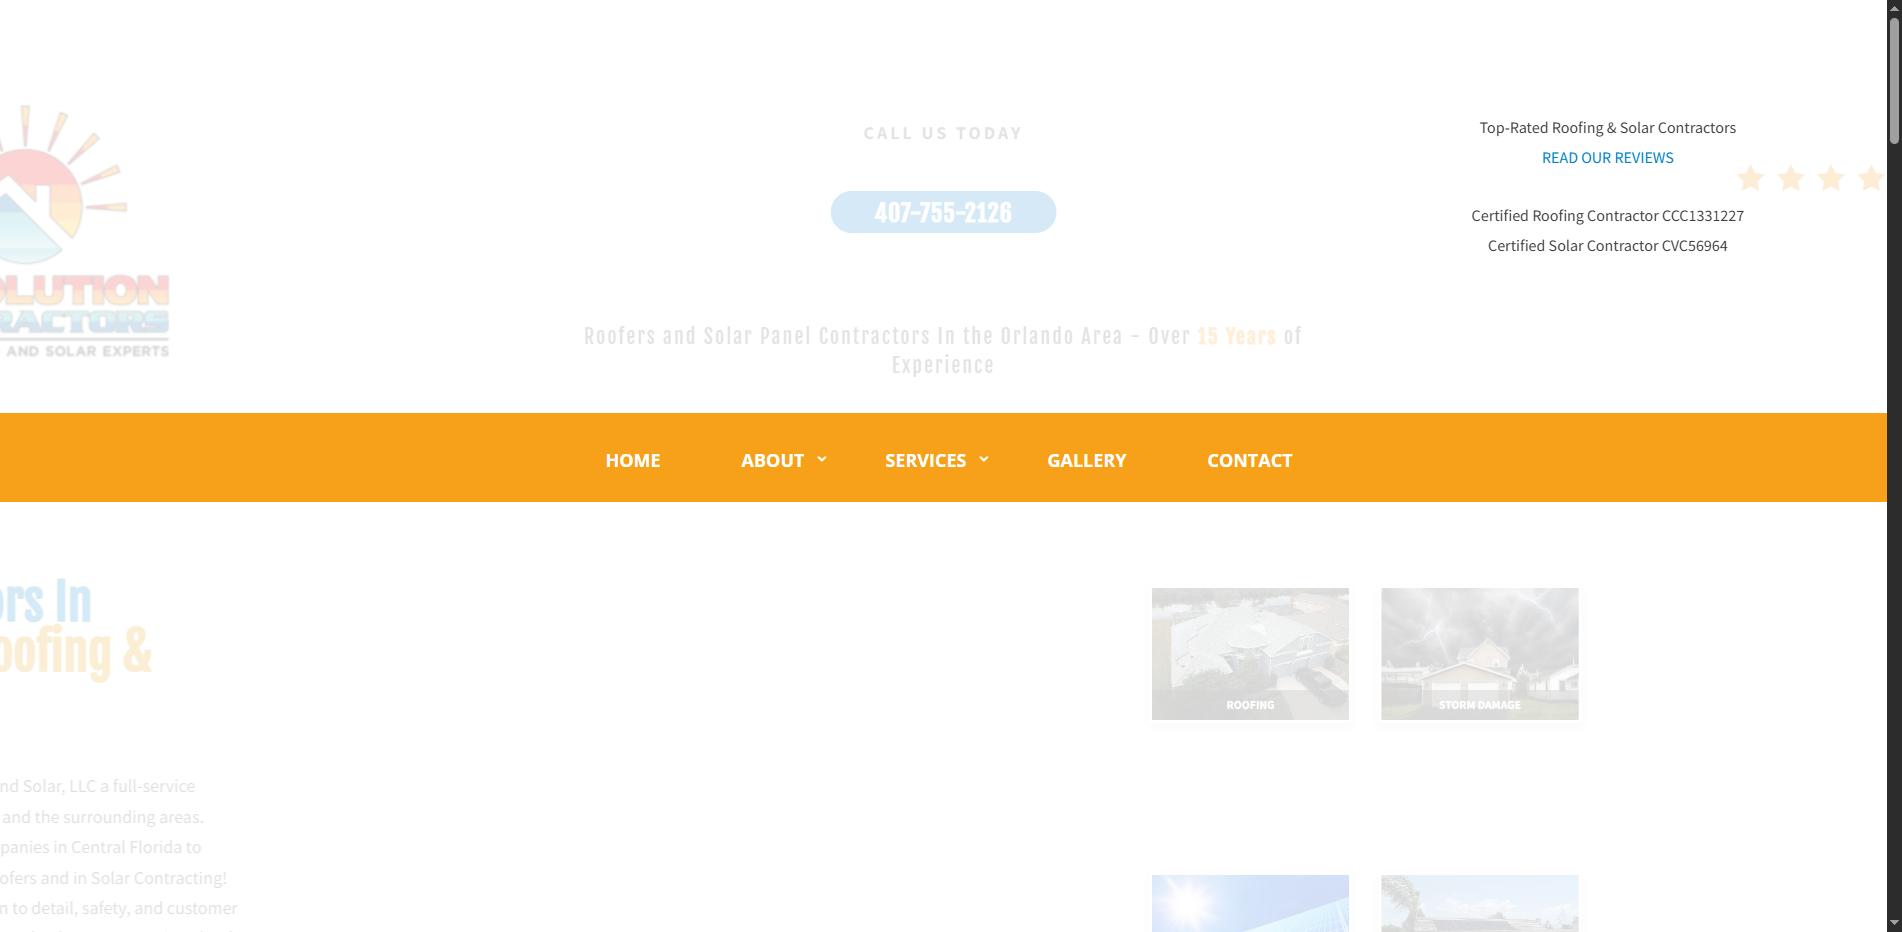 CALL US TODAY
407-755-2126
Top-Rated Roofing & Solar Contractors
READ OUR REVIEWS
Certified Roofing Contractor CCC1331227
Certified Solar Contractor CVC56964
OLUTION
RACTORS
AND SOLAR EXPERTS
Roofers and Solar Panel Contractors In the Orlando Area – Over 15 Years of
Experience
HOME ABOUT SERVICES GALLERY CONTACT
ors In
oofing &
ROOFING
STORM DAMAGE
nd Solar, LLC a full-service
and the surrounding areas.
panies in Central Florida to
ofers and in Solar Contracting!
n to detail, safety, and customer